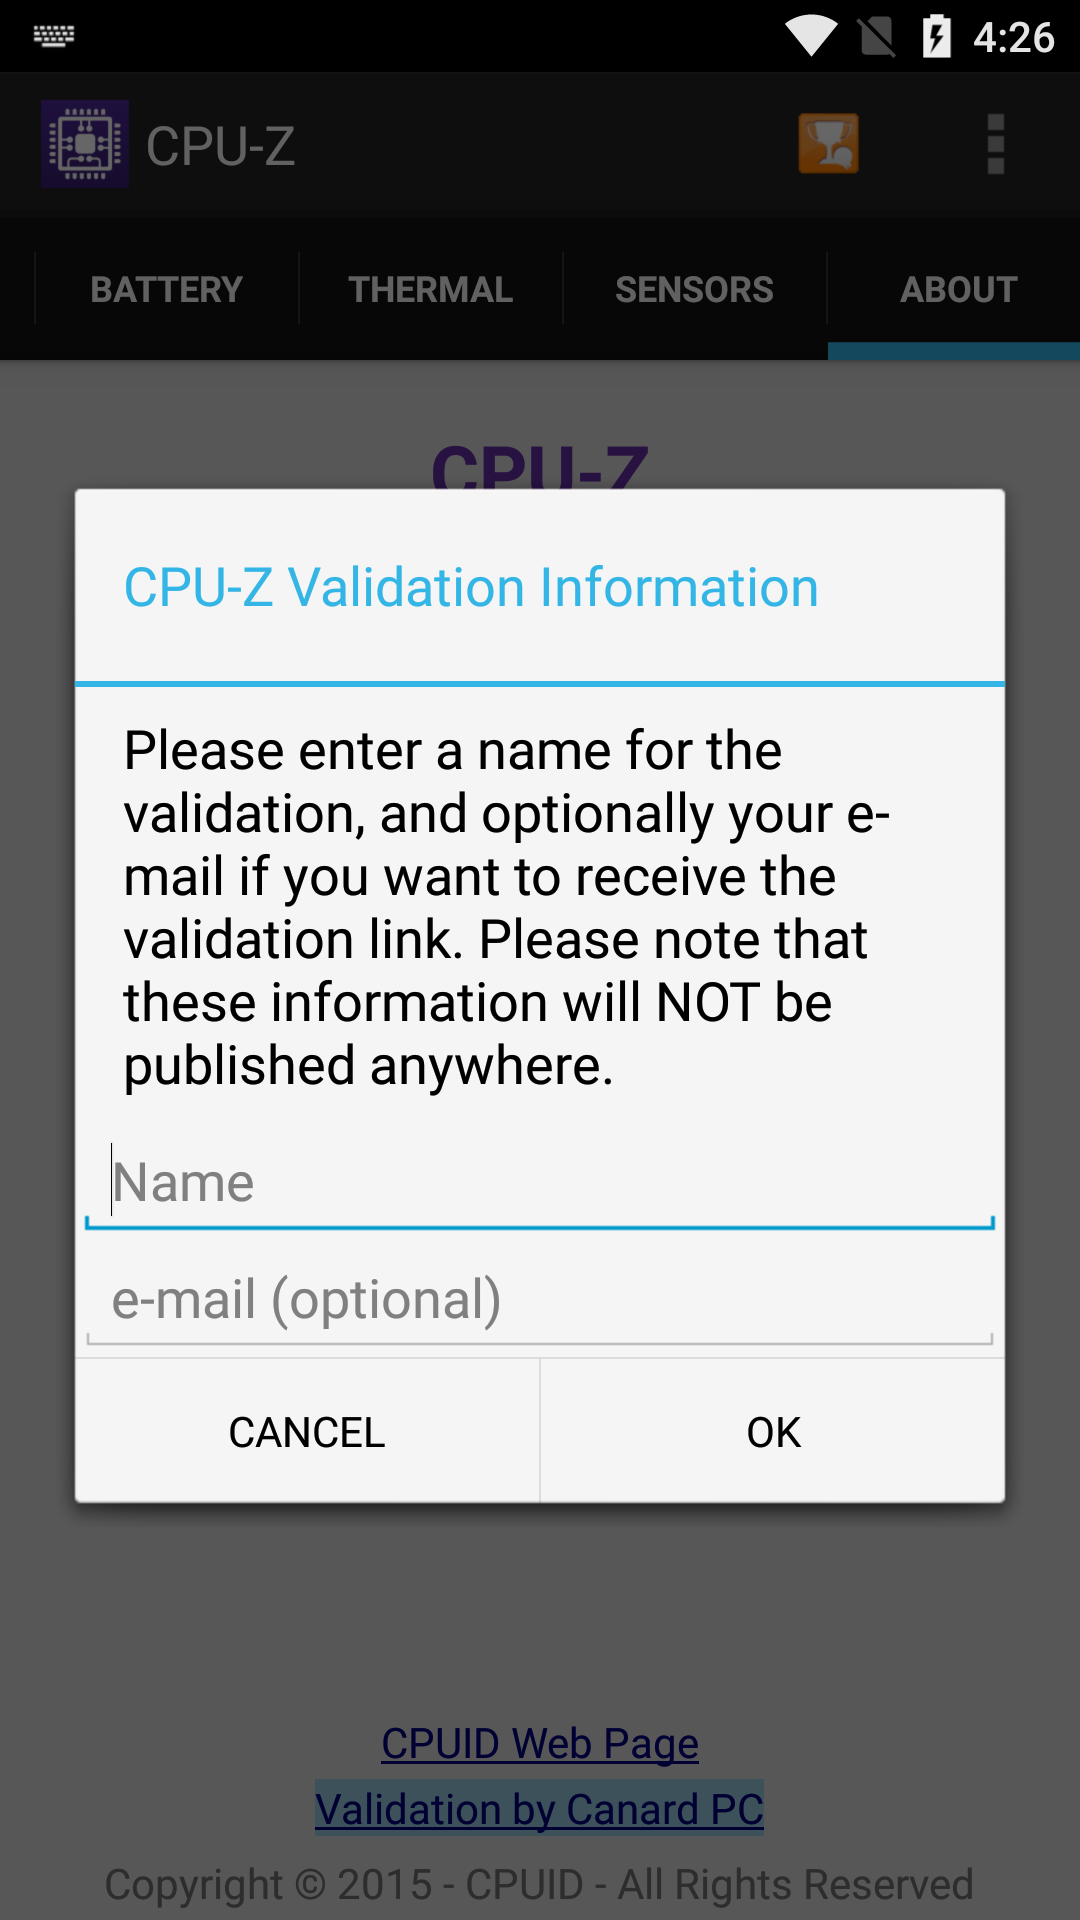 4:26
CPU-Z
BATTERY THERMAL SENSORS ABOUT
CPU-Z
CPU-Z Validation Information
Please enter a name for the
validation, and optionally your e-
mail if you want to receive the
validation link. Please note that
these information will NOT be
published anywhere.
Name
e-mail (optional)
CANCEL OK
CPUID Web Page
Validation by Canard PC
Copyright © 2015 - CPUID - All Rights Reserved